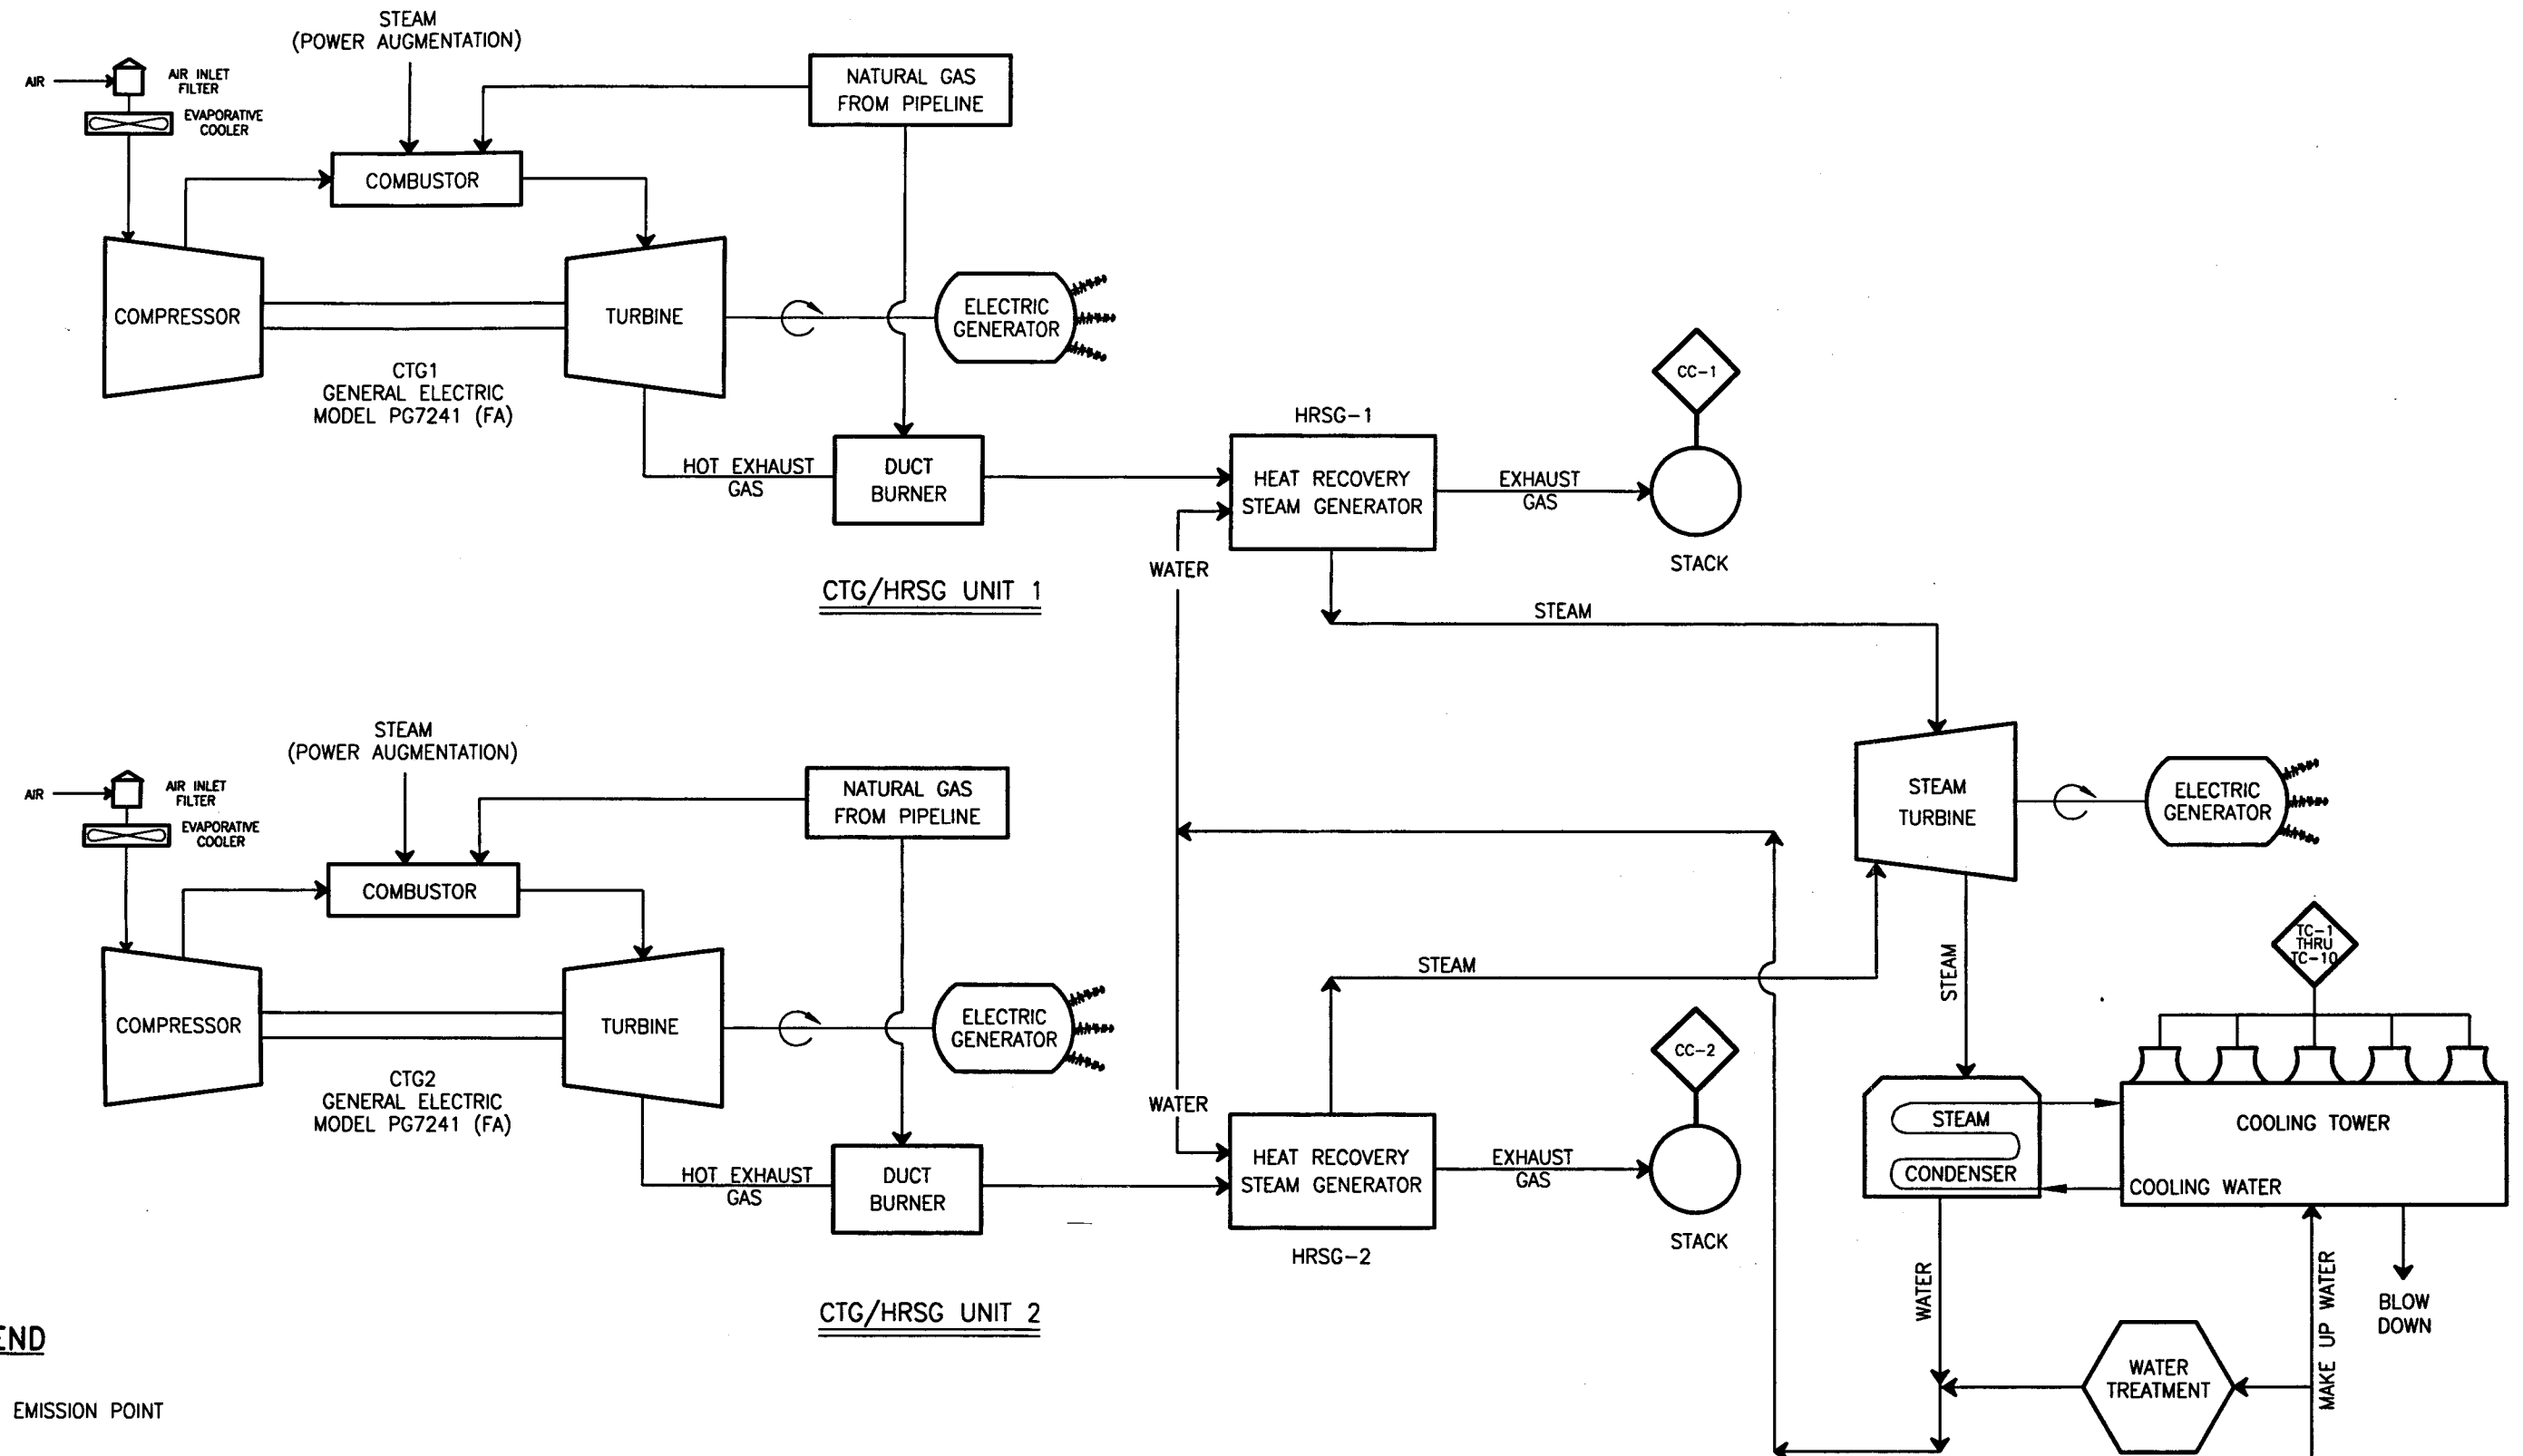 STEAM
(POWER AUGMENTATION)
AIR
AIR INLET
FILTER
EVAPORATIVE
COOLER
NATURAL GAS
FROM PIPELINE
COMBUSTOR
COMPRESSOR
TURBINE
ELECTRIC
GENERATOR
CTG1
GENERAL ELECTRIC
MODEL PG7241 (FA)
HOT EXHAUST
GAS
DUCT
BURNER
HRSG-1
HEAT RECOVERY
STEAM GENERATOR
EXHAUST
GAS
CC-1
STACK
WATER
CTG/HRSG UNIT 1
STEAM
STEAM
(POWER AUGMENTATION)
AIR
AIR INLET
FILTER
EVAPORATIVE
COOLER
NATURAL GAS
FROM PIPELINE
COMBUSTOR
COMPRESSOR
TURBINE
ELECTRIC
GENERATOR
CTG2
GENERAL ELECTRIC
MODEL PG7241 (FA)
HOT EXHAUST
GAS
DUCT
BURNER
WATER
HEAT RECOVERY
STEAM GENERATOR
HRSG-2
EXHAUST
GAS
CC-2
STACK
CTG/HRSG UNIT 2
STEAM
STEAM
TURBINE
ELECTRIC
GENERATOR
STEAM
TC-1
THRU
TC-10
STEAM
CONDENSER
COOLING TOWER
COOLING WATER
WATER
WATER
TREATMENT
MAKE UP WATER
BLOW
DOWN
END
EMISSION POINT